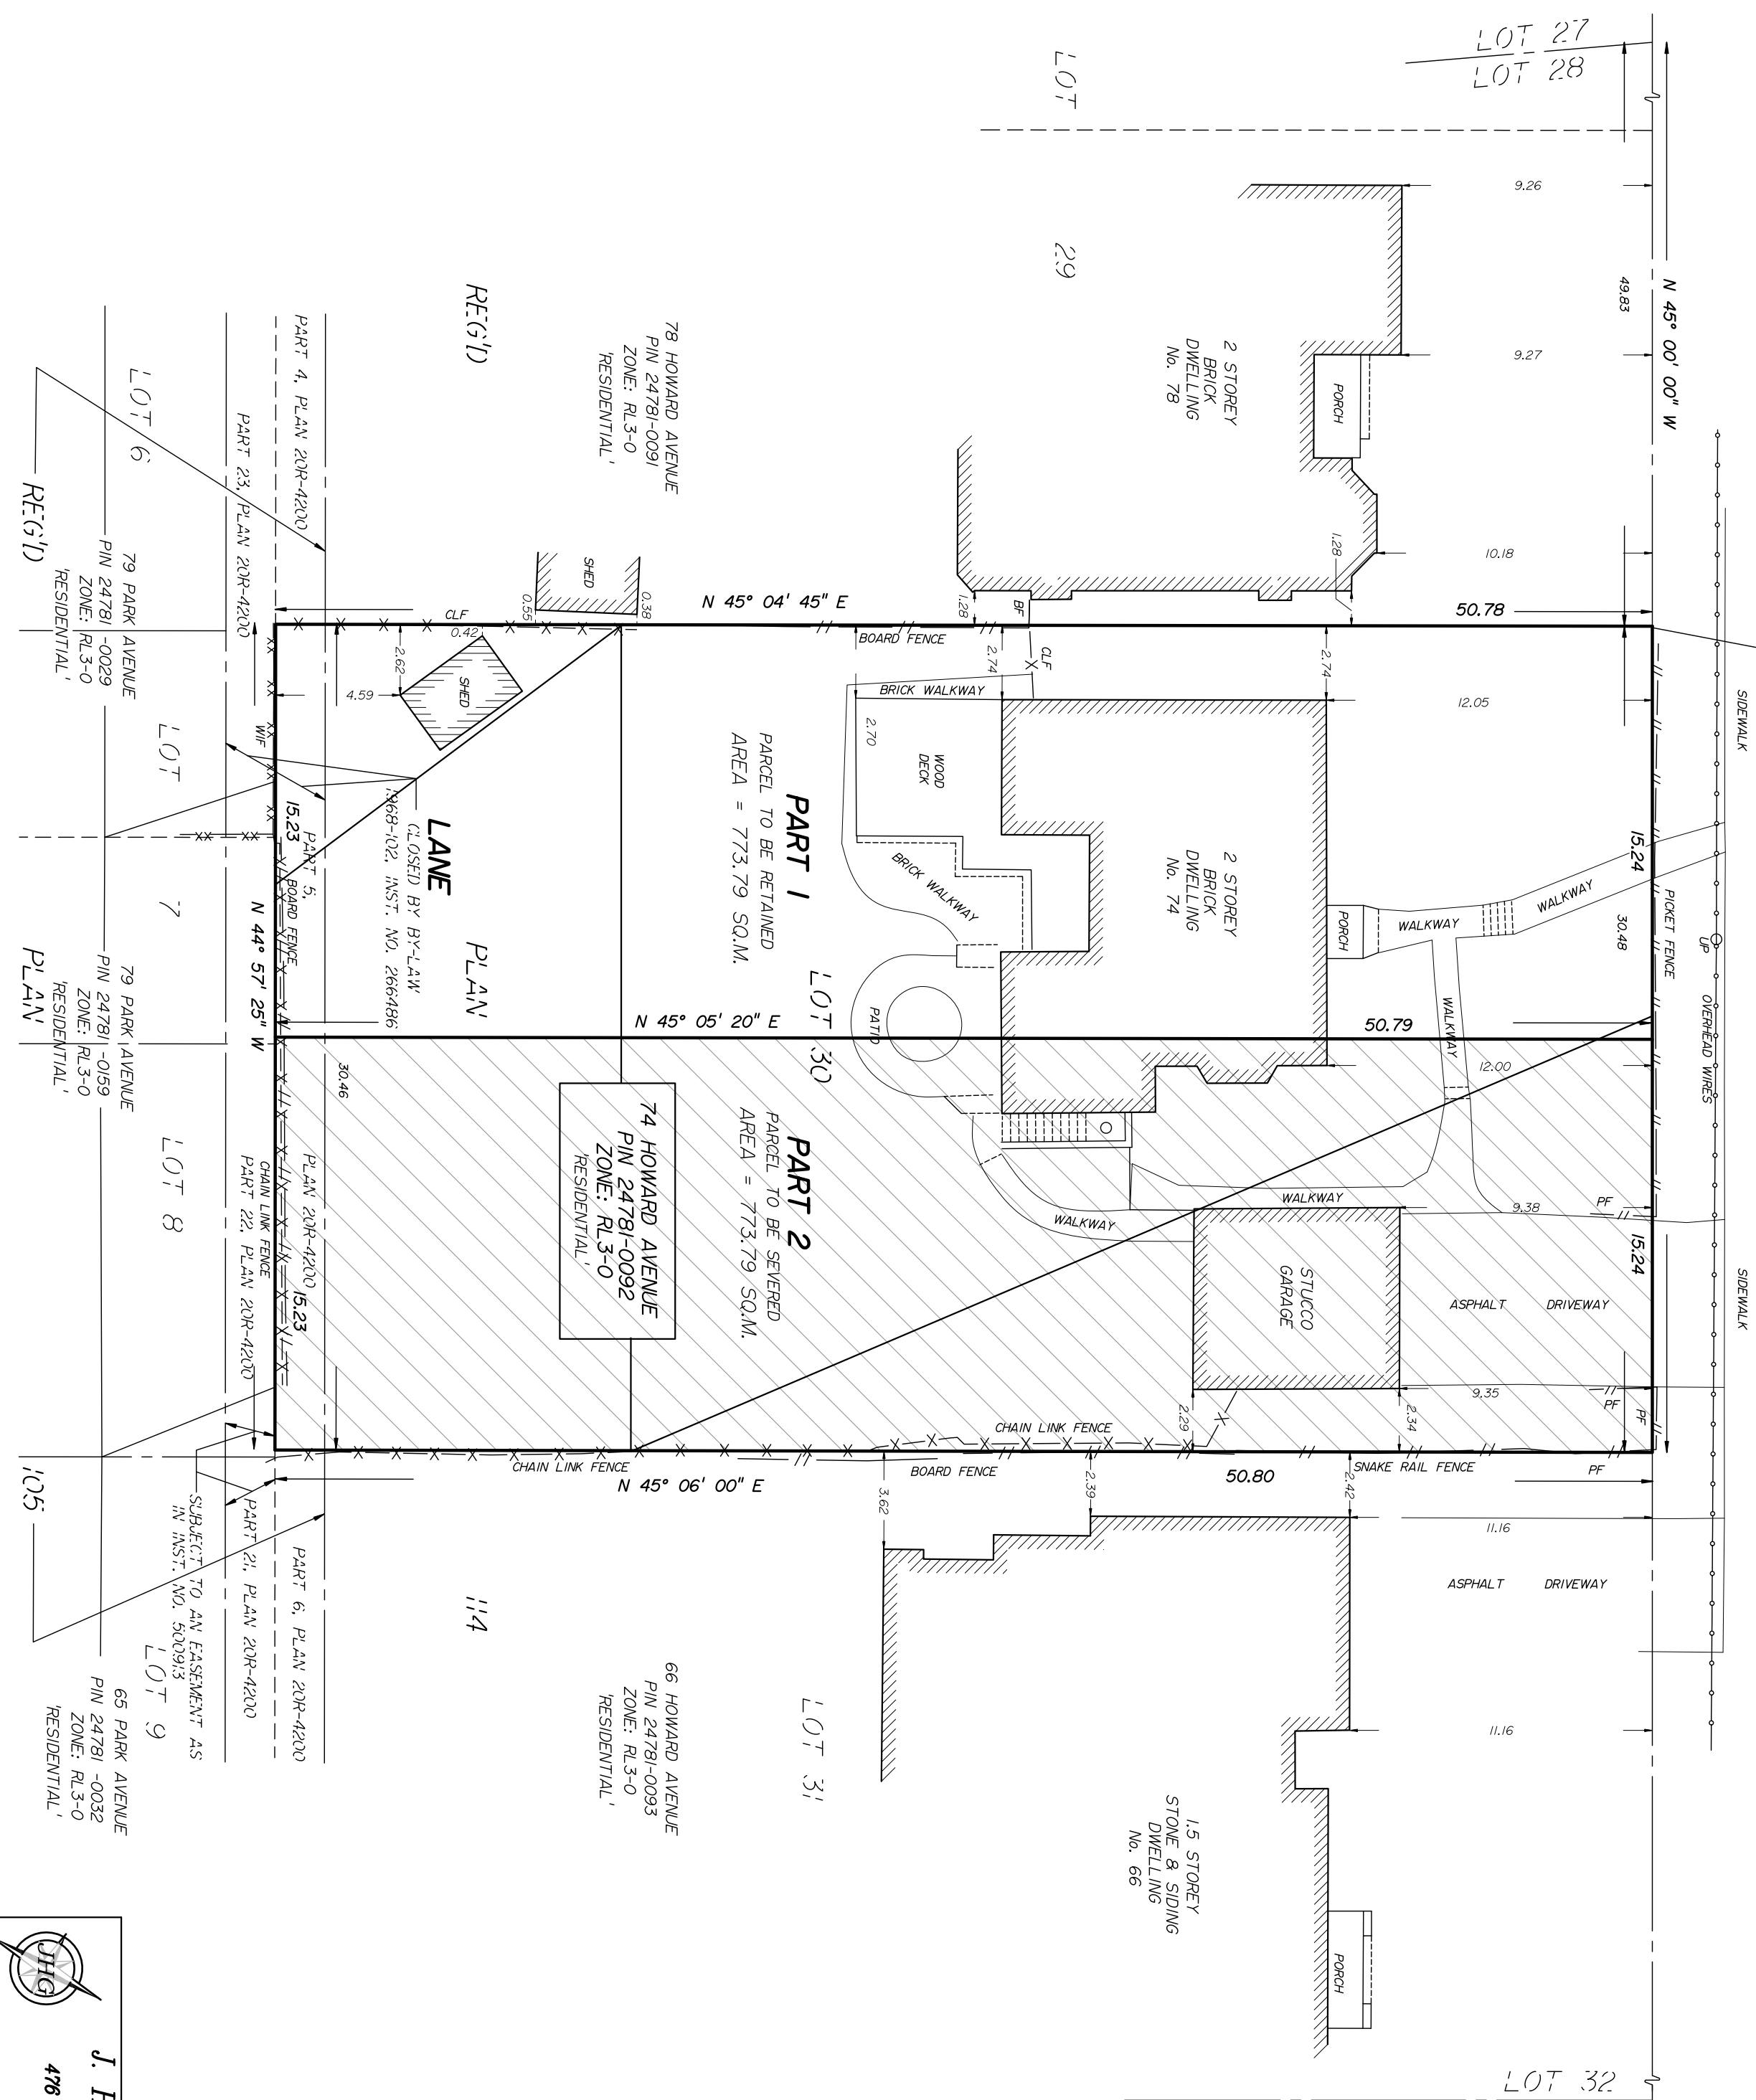 LOT 27
LOT 28
LOT
29
N 45° 00' 00" W
49.83
9.26
9.27
10.18
SIDEWALK
2 STOREY
BRICK
DWELLING
No. 78
PORCH
1.28
1.28
BF
REG'D
78 HOWARD AVENUE
PIN 24781-0091
ZONE: RL3-0
'RESIDENTIAL'
SHED
0.55
0.38
PART 4, PLAN 20R-4200
PART 23, PLAN 20R-4200
LOT 6
REG'D
79 PARK AVENUE
PIN 24781-0029
ZONE: RL3-0
'RESIDENTIAL'
CLF
0.42
N 45° 04' 45" E
BOARD FENCE
50.78
2.62
4.59
SHED
2.74
CLF
2.74
12.05
BRICK WALKWAY
2.70
WOOD
DECK
BRICK WALKWAY
WIF
15.23
15.24
30.48
PICKET FENCE
UP
OVERHEAD WIRES
PART 1
PARCEL TO BE RETAINED
AREA = 773.79 SQ.M.
2 STOREY
BRICK
DWELLING
No. 74
PORCH
WALKWAY
WALKWAY
WALKWAY
LANE
CLOSED BY BY-LAW
1968-102, INST. NO. 266486
PLAN
LOT 30
PATIO
PART 5,
BOARD FENCE
N 44° 57' 25" W
LOT
7
PLAN
79 PARK AVENUE
PIN 24781-0159
ZONE: RL3-0
'RESIDENTIAL'
N 45° 05' 20" E
50.79
12.00
30.46
74 HOWARD AVENUE
PIN 24781-0092
ZONE: RL3-0
'RESIDENTIAL'
PART 2
PARCEL TO BE SEVERED
AREA = 773.79 SQ.M.
WALKWAY
WALKWAY
9.38
PF
15.24
STUCCO
GARAGE
ASPHALT DRIVEWAY
SIDEWALK
9.35
PF
PF
2.29
2.34
PLAN 20R-4200
15.23
CHAIN LINK FENCE
PART 22, PLAN 20R-4200
LOT 8
CHAIN LINK FENCE
CHAIN LINK FENCE
N 45° 06' 00" E
BOARD FENCE
50.80
SNAKE RAIL FENCE
PF
3.62
2.39
2.42
11.16
ASPHALT DRIVEWAY
11.16
105
SUBJECT TO AN EASEMENT AS
IN INST. NO. 500913
PART 21, PLAN 20R-4200
PART 6, PLAN 20R-4200
LOT 9
65 PARK AVENUE
PIN 24781-0032
ZONE: RL3-0
'RESIDENTIAL'
114
66 HOWARD AVENUE
PIN 24781-0093
ZONE: RL3-0
'RESIDENTIAL'
LOT 31
1.5 STOREY
STONE & SIDING
DWELLING
No. 66
PORCH
LOT 32
JHG
J.
476